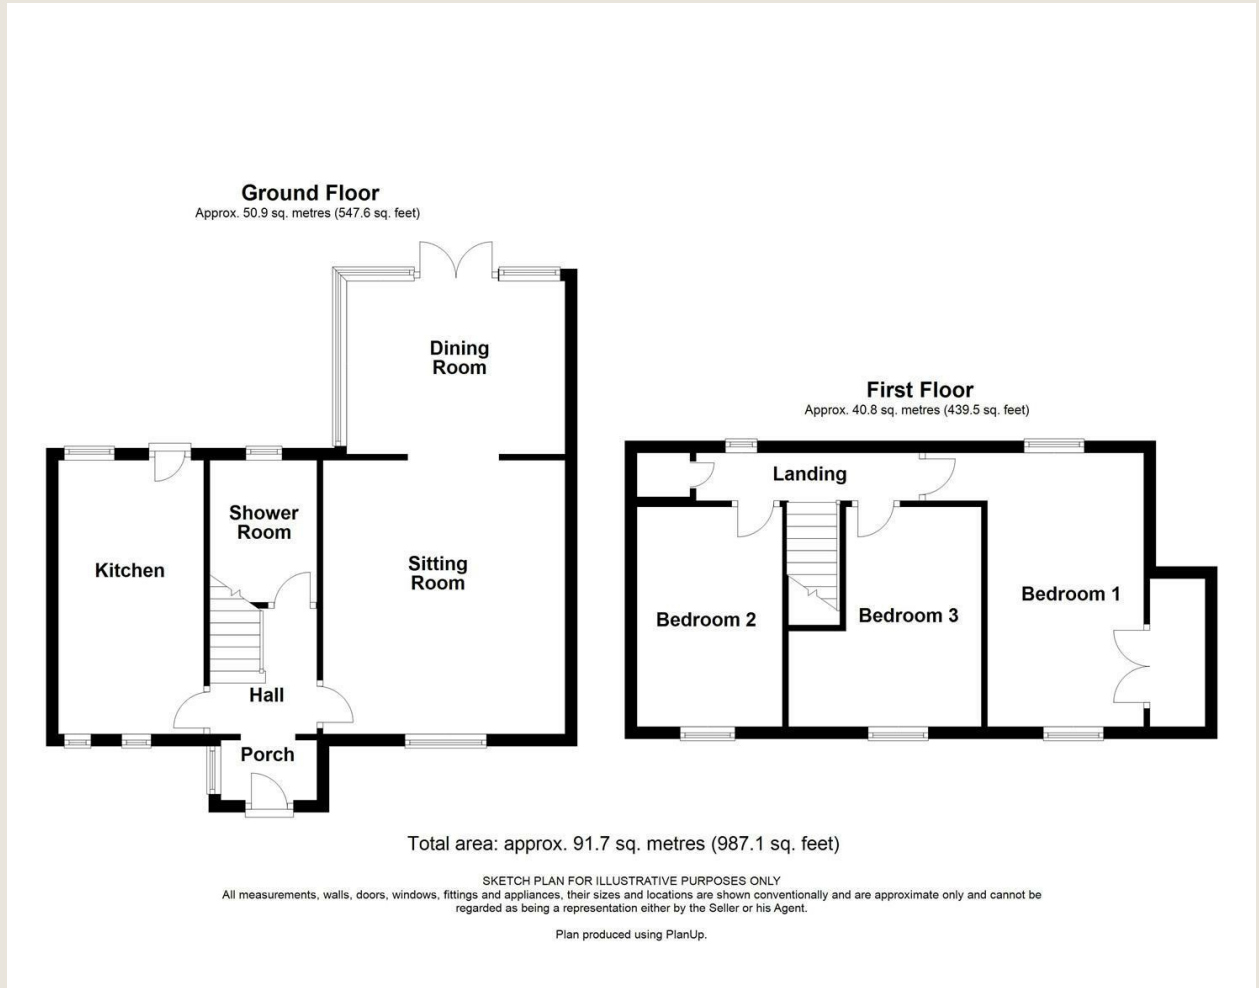 Ground Floor
Approx. 50.9 sq. metres (547.6 sq. feet)
Dining
Room
Shower
Room
Kitchen
Sitting
Room
Hall
Porch
First Floor
Approx. 40.8 sq. metres (439.5 sq. feet)
Landing
Bedroom 1
Bedroom 2
Bedroom 3
Total area: approx. 91.7 sq. metres (987.1 sq. feet)
SKETCH PLAN FOR ILLUSTRATIVE PURPOSES ONLY
All measurements, walls, doors, windows, fittings and appliances, their sizes and locations are shown conventionally and are approximate only and cannot be
regarded as being a representation either by the Seller or his Agent.
Plan produced using PlanUp.